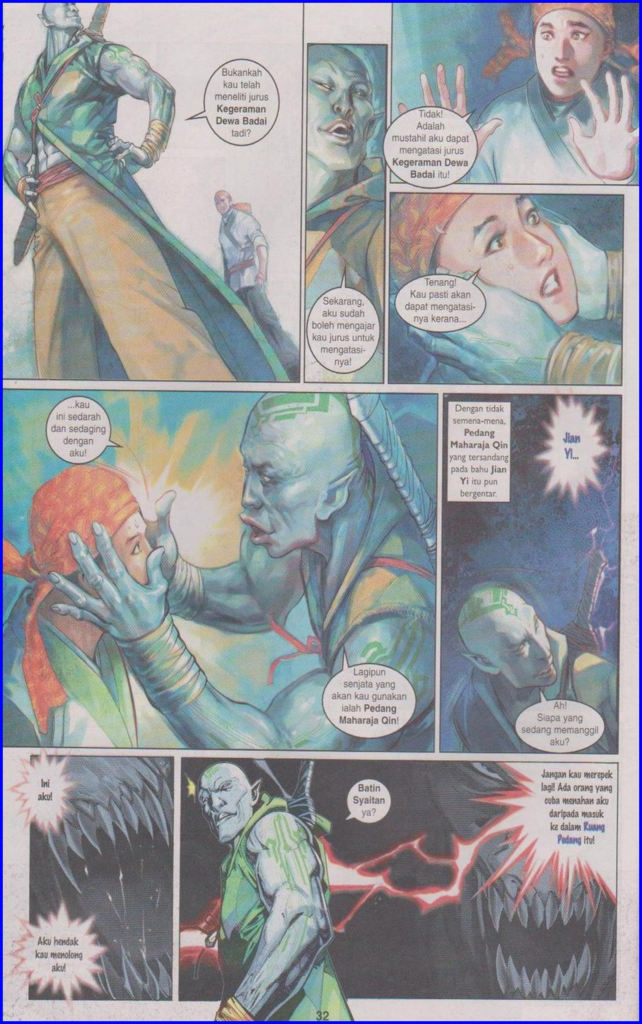 Bukankah
kau telah
meneliti jurus
Kegeraman
Dewa Badai
tadi?
Sekarang,
aku sudah
boleh mengajar
kau jurus untuk
mengatasi-
nya!
Tidak!
Adalah
mustahil aku dapat
mengatasi jurus
Kegeraman Dewa
Badai itu!
Tenang!
Kau pasti akan
dapat mengatasi-
nya kerana...
...kau
ini sedarah
dan sedaging
dengan
aku!
Lagipun
senjata yang
akan kau gunakan
ialah Pedang
Maharaja Qin!
Dengan tidak
semena-mena,
Pedang
Maharaja Qin
yang tersandang
pada bahu Jian
Yi itu pun
bergentar.
Jian
Yi...
Ah!
Siapa yang
sedang memanggil
aku?
Ini
aku!
Aku hendak
kau menolong
aku!
Batin
Syaitan
ya?
Jangan kau merepek
lagi! Ada orang yang
cuba menahan aku
daripada masuk
ke dalam Ruang
Pedang itu!
32